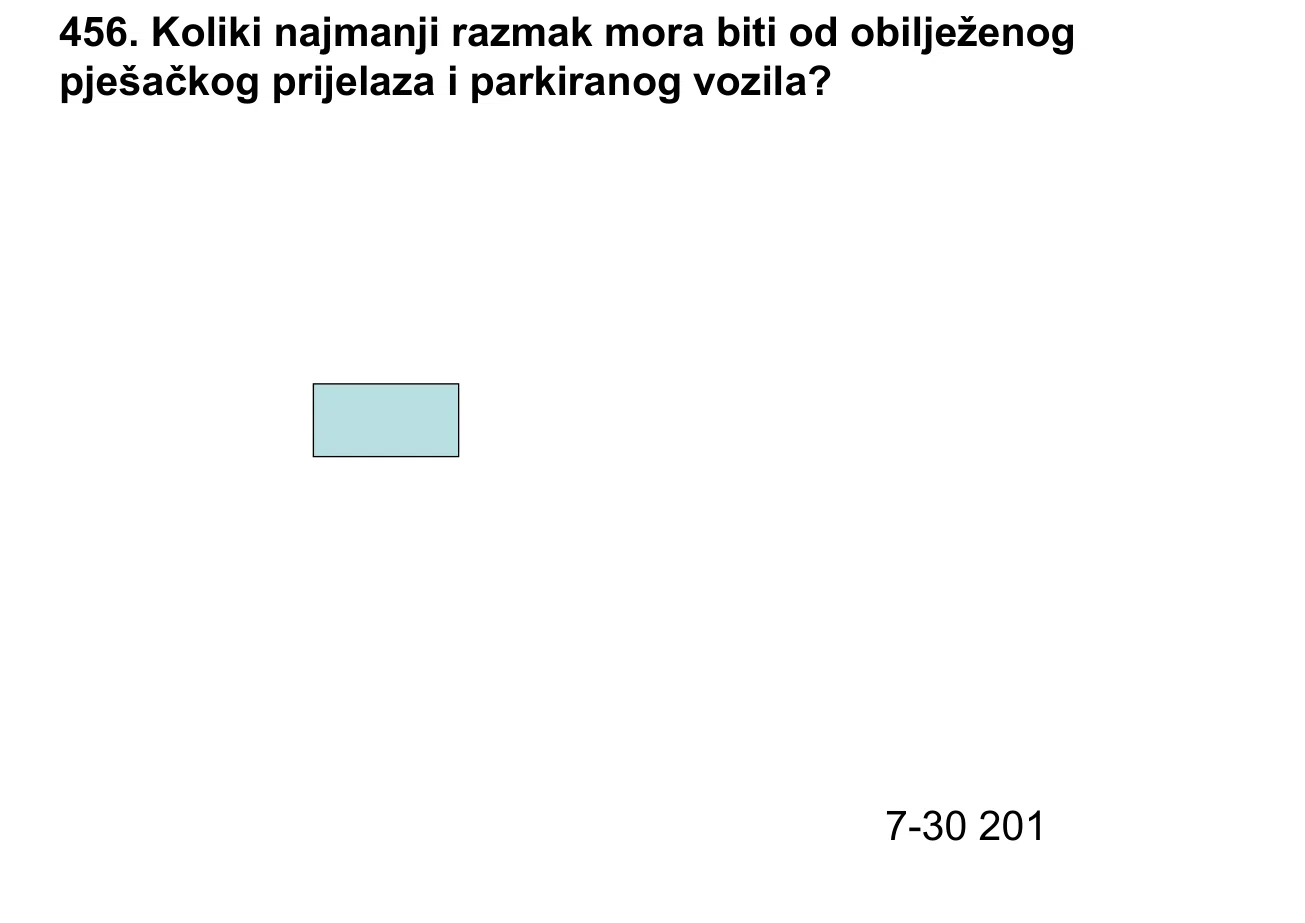 456. Koliki najmanji razmak mora biti od obilježenog
pješačkog prijelaza i parkiranog vozila?
7-30 201